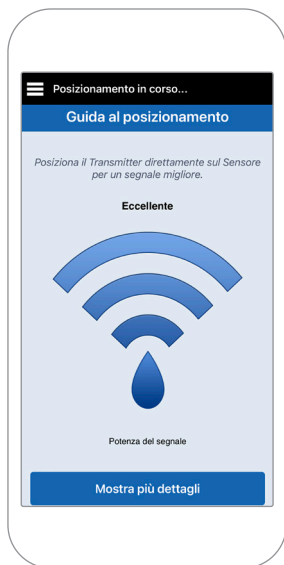 Posizionamento in corso...
Guida al posizionamento
Posiziona il Transmitter direttamente sul Sensore
per un segnale migliore.
Eccellente
Potenza del segnale
Mostra più dettagli